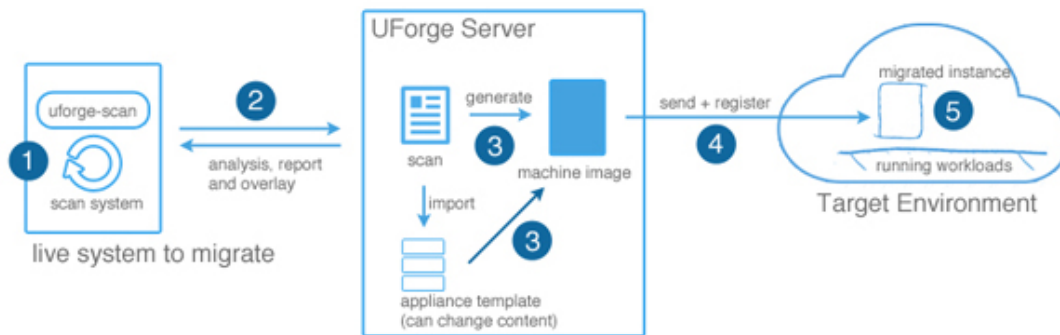 UForge Server
uforge-scan
1
scan system
live system to migrate
2
analysis, report
and overlay
scan
generate
3
machine image
import
3
appliance template
(can change content)
send + register
4
migrated instance
5
running workloads
Target Environment